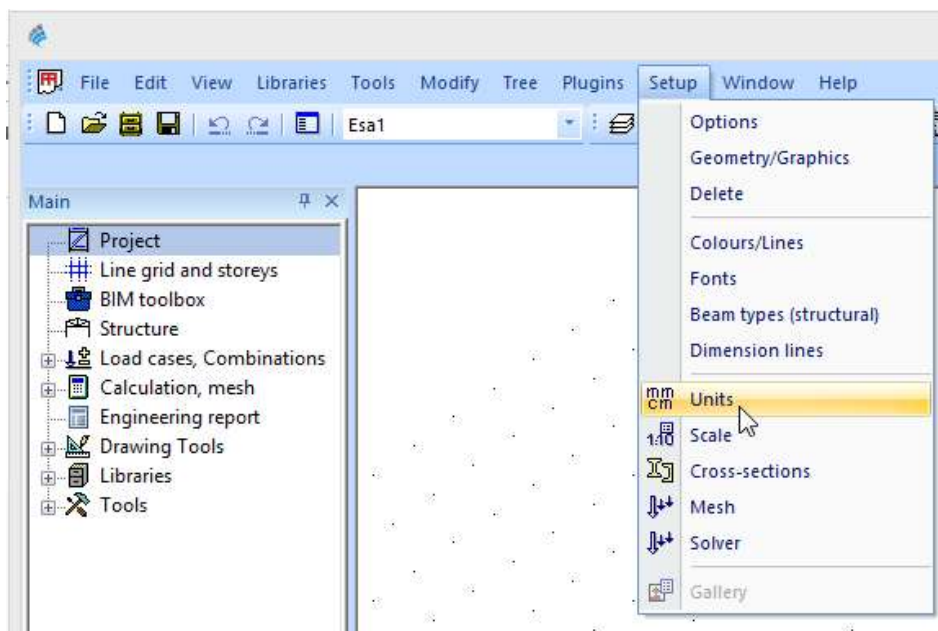 File Edit View Libraries Tools Modify Tree Plugins Setup Window Help
Esa1
Main
Project
Line grid and storeys
BIM toolbox
Structure
Load cases, Combinations
Calculation, mesh
Engineering report
Drawing Tools
Libraries
Tools
Options
Geometry/Graphics
Delete
Colours/Lines
Fonts
Beam types (structural)
Dimension lines
mm
cm
Units
1:10 Scale
Cross-sections
Mesh
Solver
Gallery